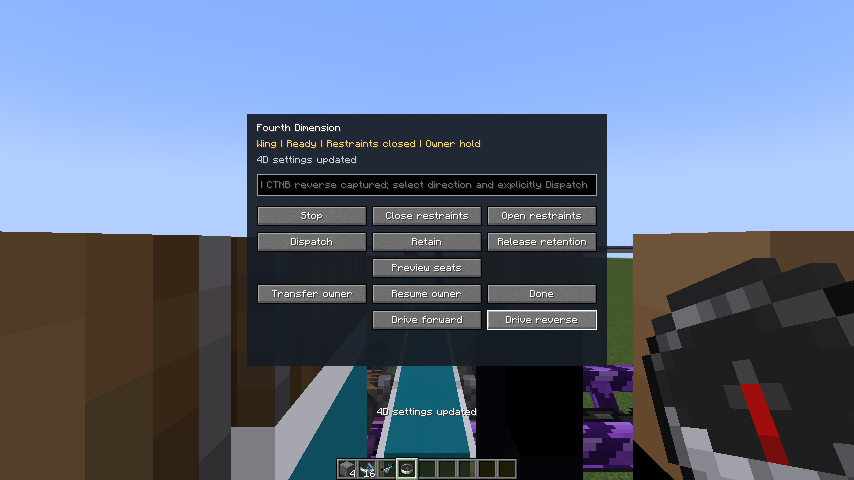 Fourth Dimension
Wing | Ready | Restraints closed | Owner hold
4D settings updated
| CTNB reverse captured; select direction and explicitly Dispatch
Stop Close restraints Open restraints
Dispatch Retain Release retention
Preview seats
Transfer owner Resume owner Done
Drive forward Drive reverse
4D settings updated
4 16